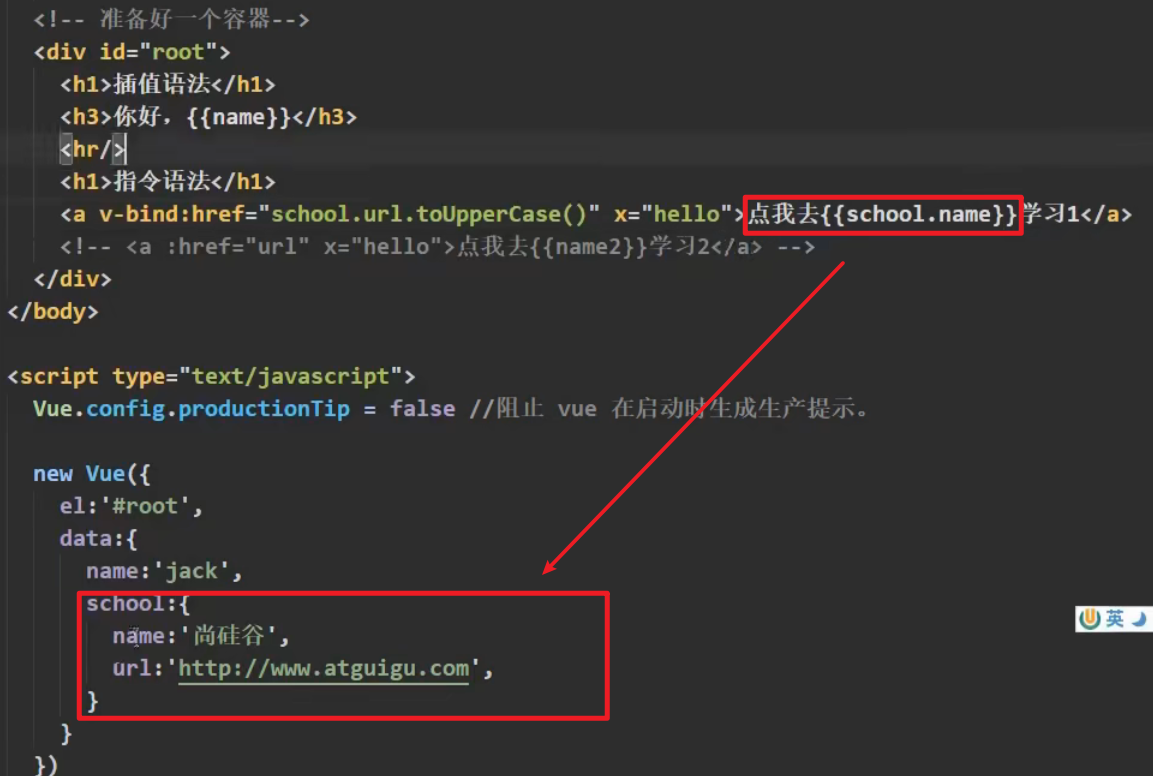 <!-- 准备好一个容器-->
<div id="root">
<h1>插值语法</h1>
<h3>你好，{{name}}</h3>
<hr/>
<h1>指令语法</h1>
<a v-bind:href="school.url.toUpperCase()" x="hello">点我去{{school.name}}学习1</a>
<!-- <a :href="url" x="hello">点我去{{name2}}学习2</a> -->
</div>
</body>
<script type="text/javascript">
Vue.config.productionTip = false //阻止 vue 在启动时生成生产提示。
new Vue({
el:'#root',
data:{
name:'jack',
school:{
name:'尚硅谷',
url:'http://www.atguigu.com',
}
}
})
英